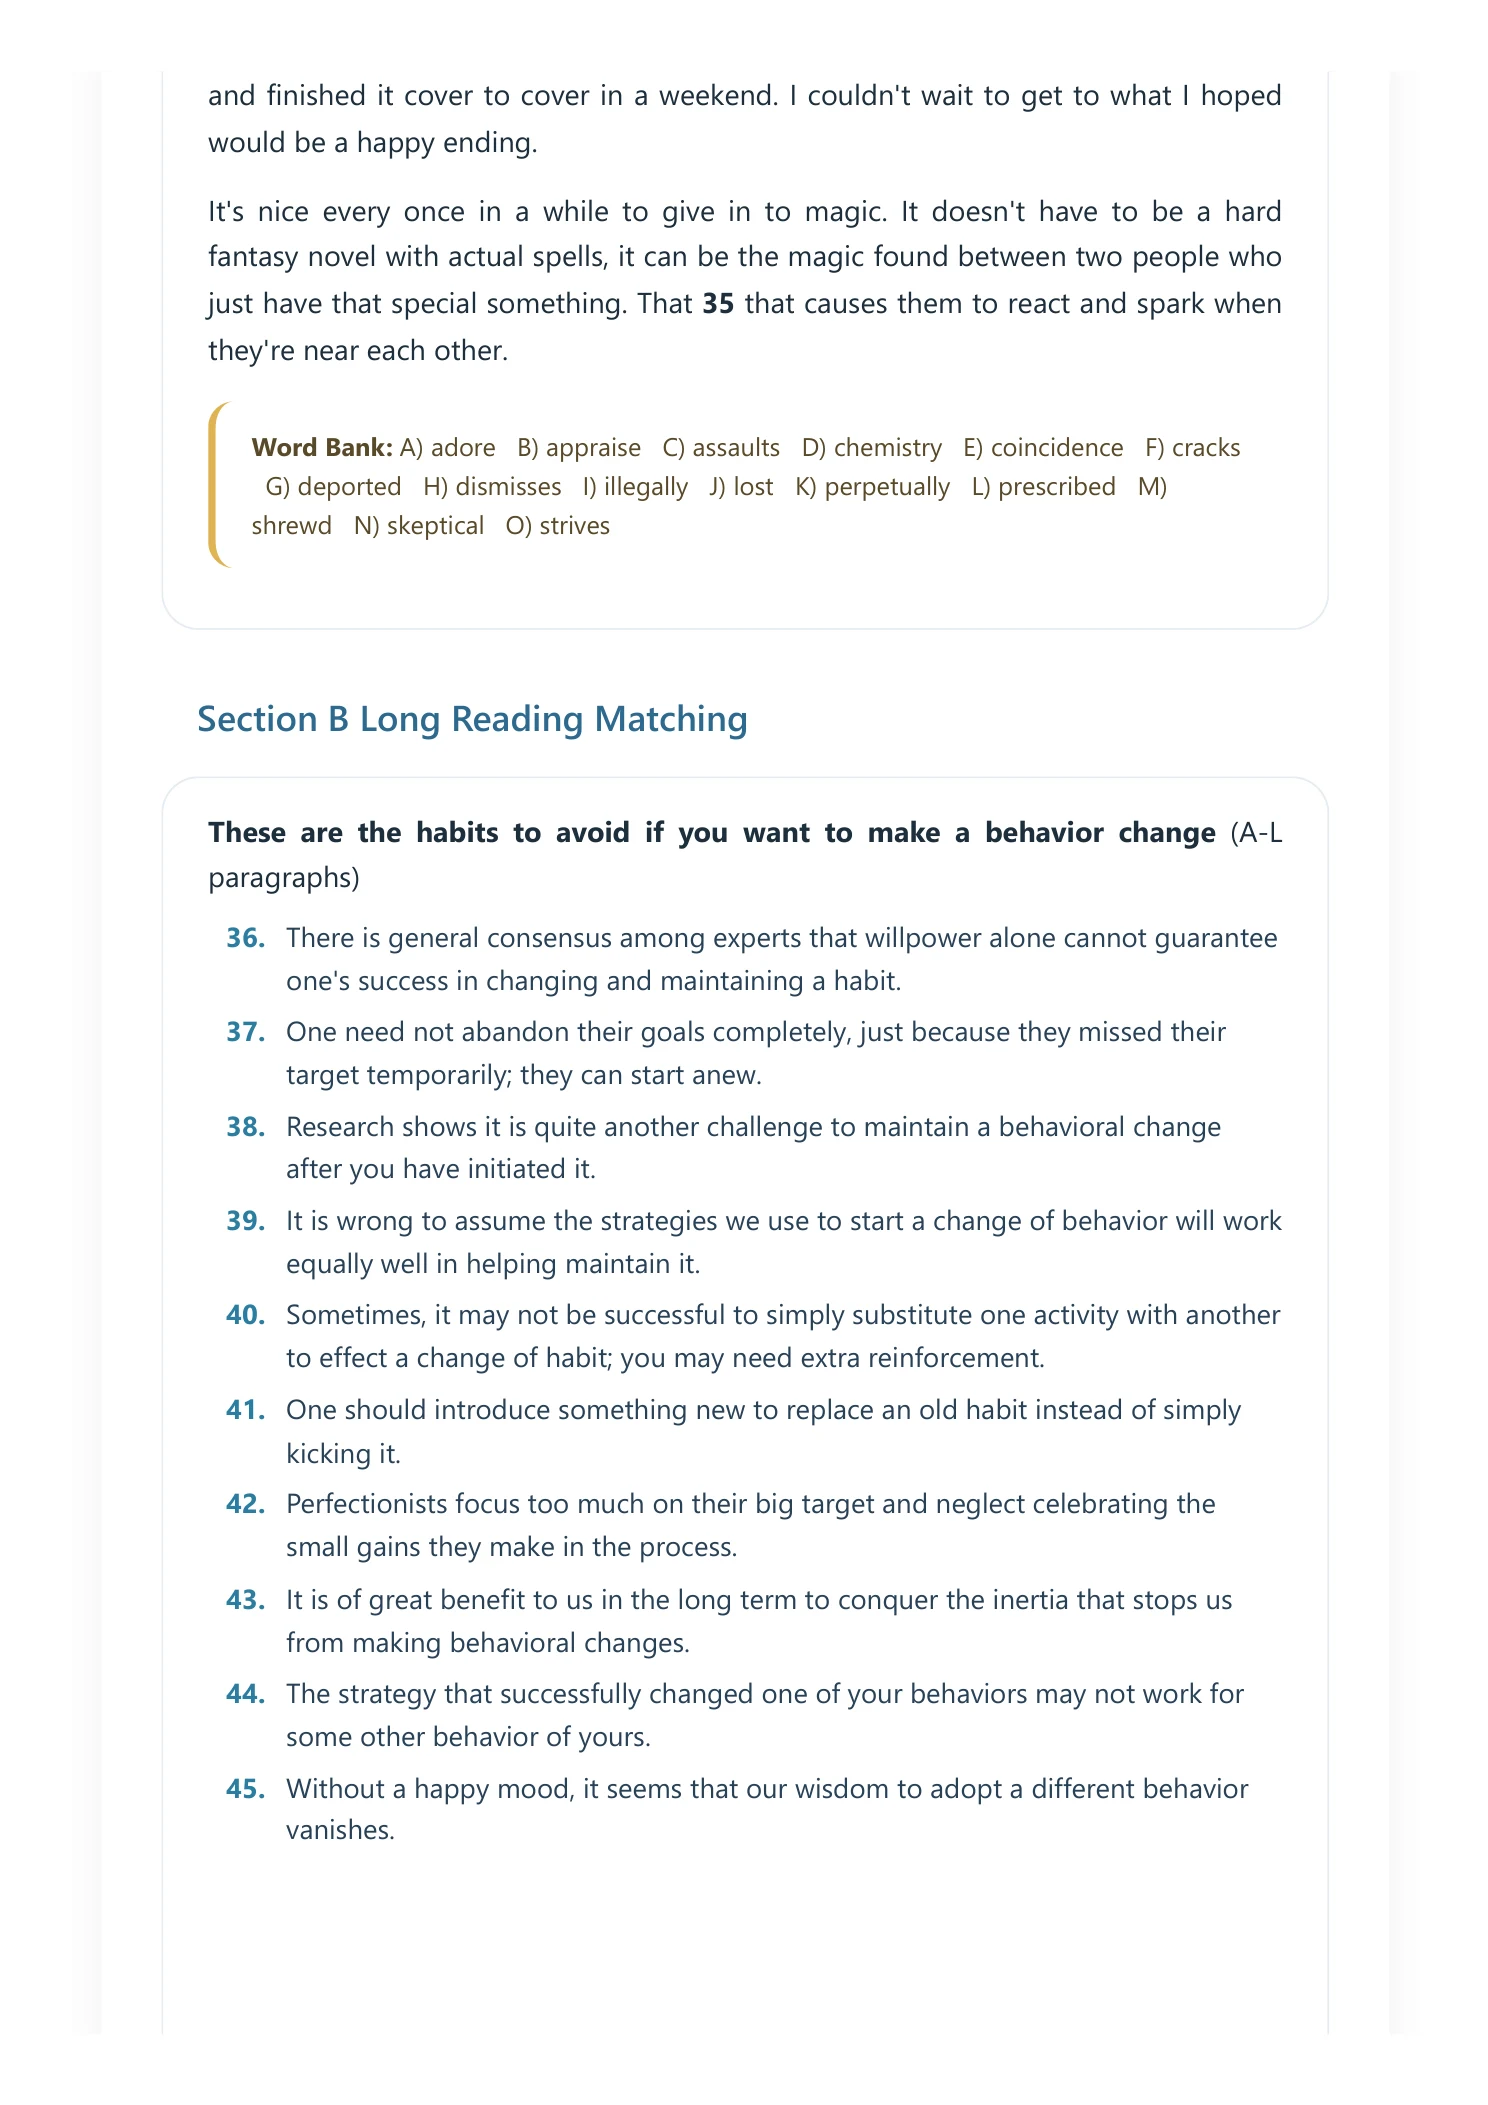 and finished it cover to cover in a weekend. I couldn't wait to get to what I hoped
would be a happy ending.
It's nice every once in a while to give in to magic. It doesn't have to be a hard
fantasy novel with actual spells, it can be the magic found between two people who
just have that special something. That 35 that causes them to react and spark when
they're near each other.
Word Bank: A) adore B) appraise C) assaults D) chemistry E) coincidence F) cracks
G) deported H) dismisses I) illegally J) lost K) perpetually L) prescribed M)
shrewd N) skeptical O) strives
Section B Long Reading Matching
These are the habits to avoid if you want to make a behavior change (A-L
paragraphs)
36. There is general consensus among experts that willpower alone cannot guarantee
one's success in changing and maintaining a habit.
37. One need not abandon their goals completely, just because they missed their
target temporarily; they can start anew.
38. Research shows it is quite another challenge to maintain a behavioral change
after you have initiated it.
39. It is wrong to assume the strategies we use to start a change of behavior will work
equally well in helping maintain it.
40. Sometimes, it may not be successful to simply substitute one activity with another
to effect a change of habit; you may need extra reinforcement.
41. One should introduce something new to replace an old habit instead of simply
kicking it.
42. Perfectionists focus too much on their big target and neglect celebrating the
small gains they make in the process.
43. It is of great benefit to us in the long term to conquer the inertia that stops us
from making behavioral changes.
44. The strategy that successfully changed one of your behaviors may not work for
some other behavior of yours.
45. Without a happy mood, it seems that our wisdom to adopt a different behavior
vanishes.